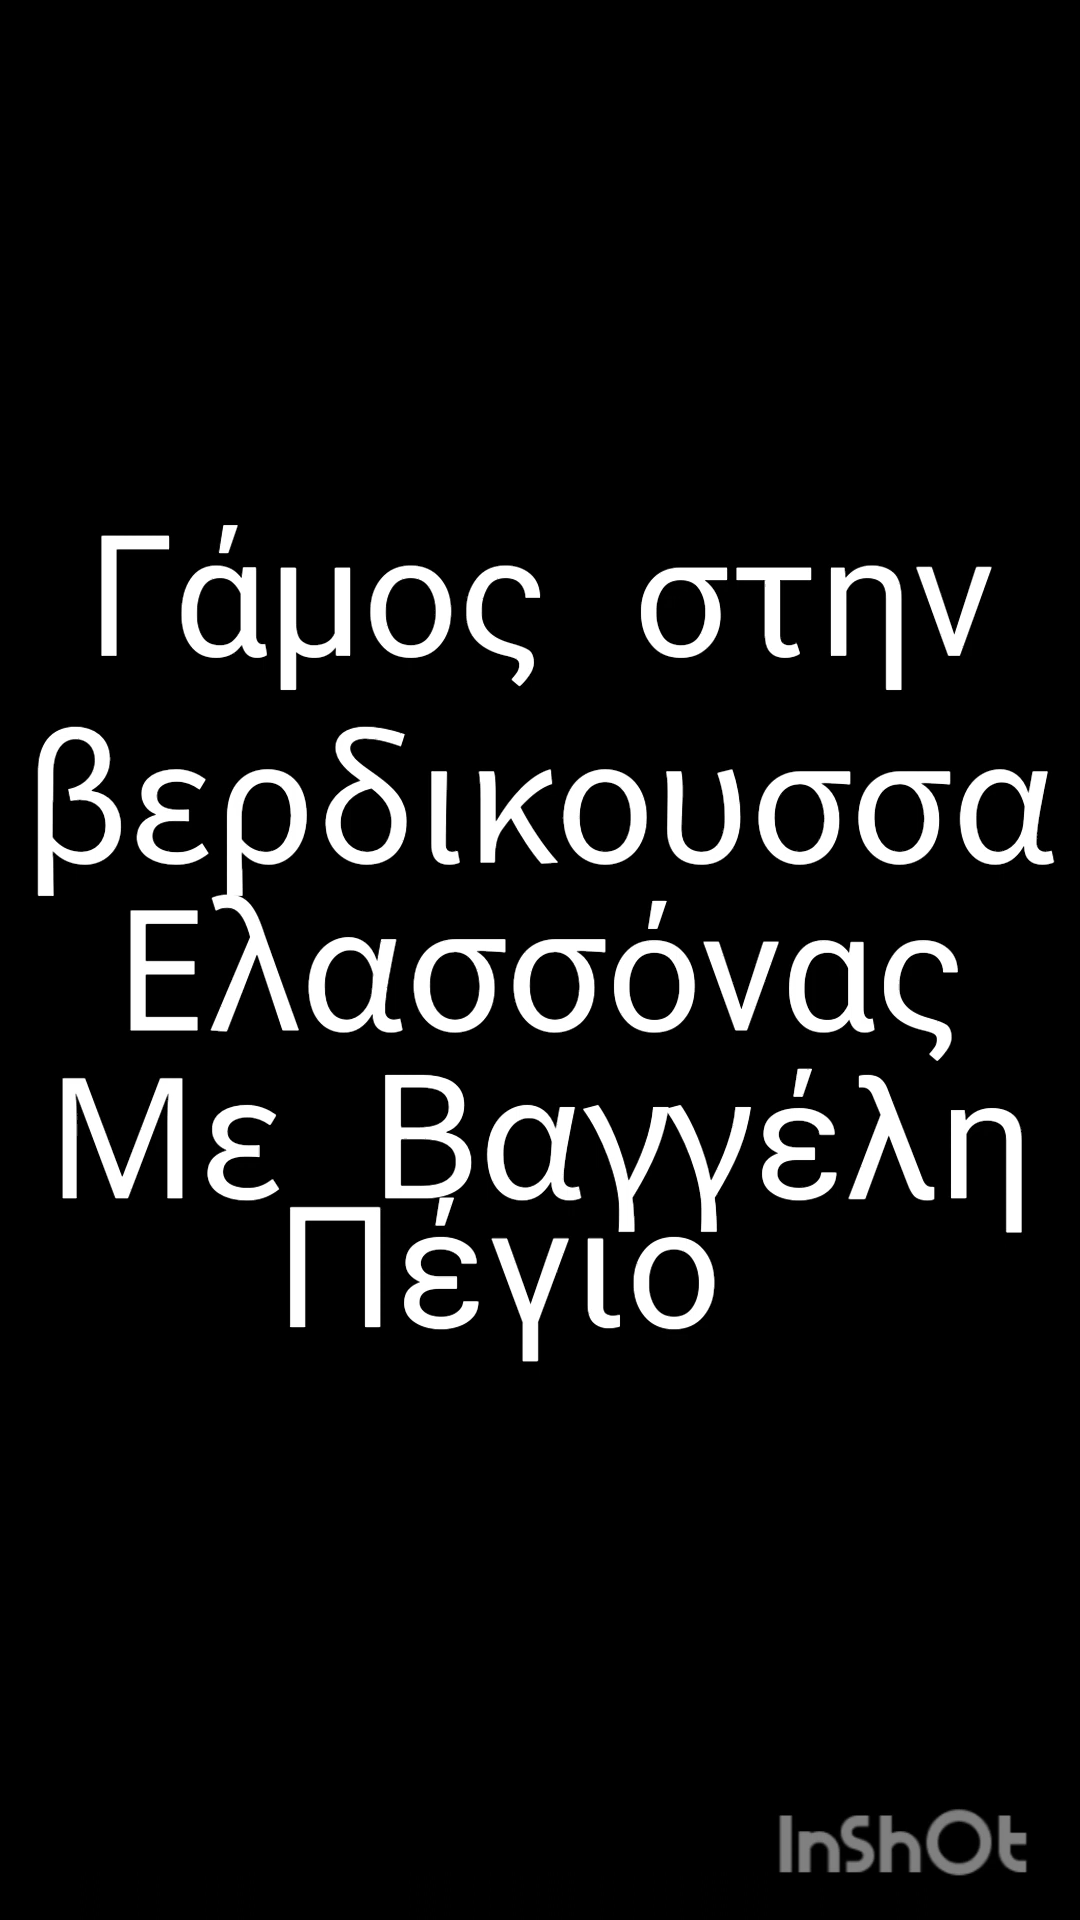 Γάμος στην
βερδικουσσα
Ελασσόνας
Με Βαγγέλη
Πέγιο
InShOt